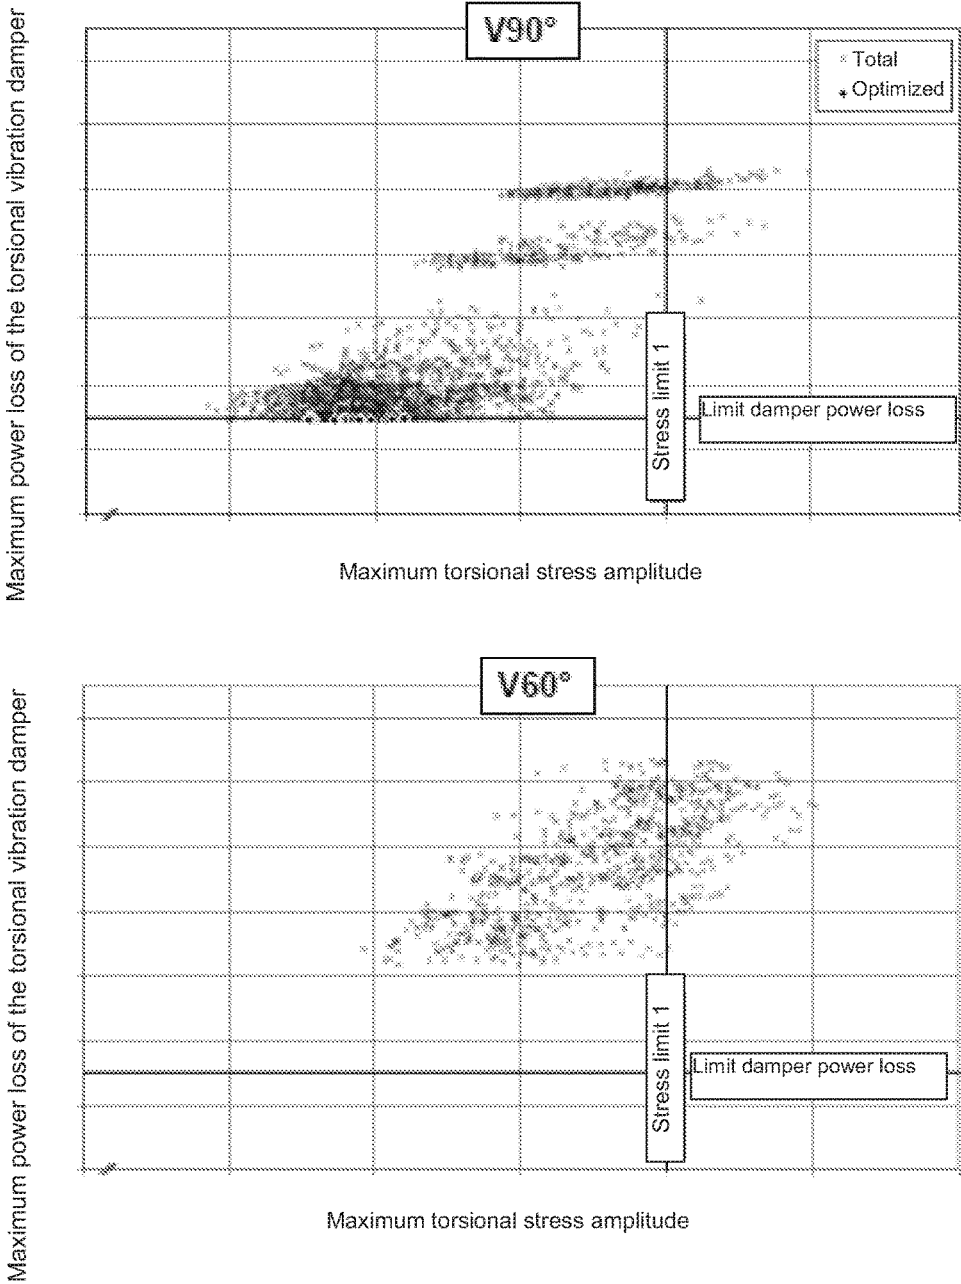 V90°
Maximum power loss of the torsional vibration damper
Total
Optimized
Stress limit 1
Limit damper power loss
Maximum torsional stress amplitude
V60°
Maximum power loss of the torsional vibration damper
Stress limit 1
Limit damper power loss
Maximum torsional stress amplitude